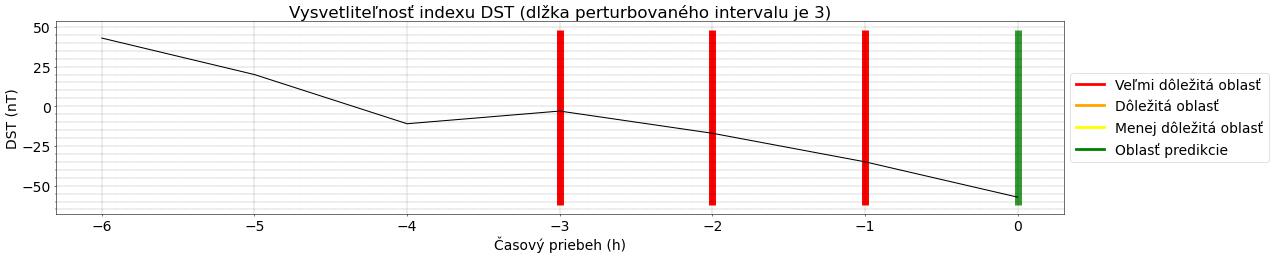 Vysvetliteľnosť indexu DST (dĺžka perturbovaného intervalu je 3)
DST (nT)
50
25
0
−25
−50
−6 −5 −4 −3 −2 −1 0
Časový priebeh (h)
Veľmi dôležitá oblasť
Dôležitá oblasť
Menej dôležitá oblasť
Oblasť predikcie